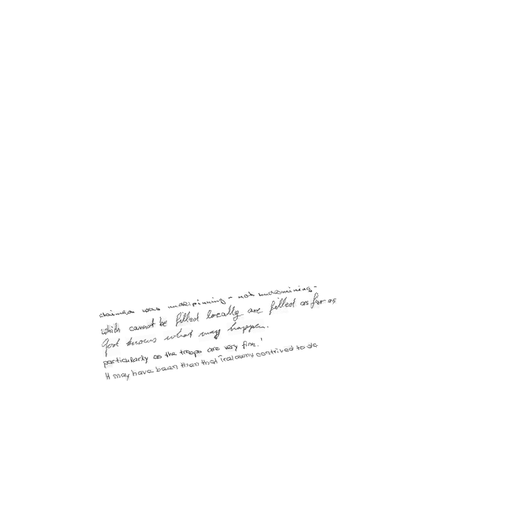 claimed was underpinning - not undermining -
which cannot be filled locally are filled as far as
God knows what may happen.
particularly as the troops are very fine.'
It may have been then that Trelawny contrived to do